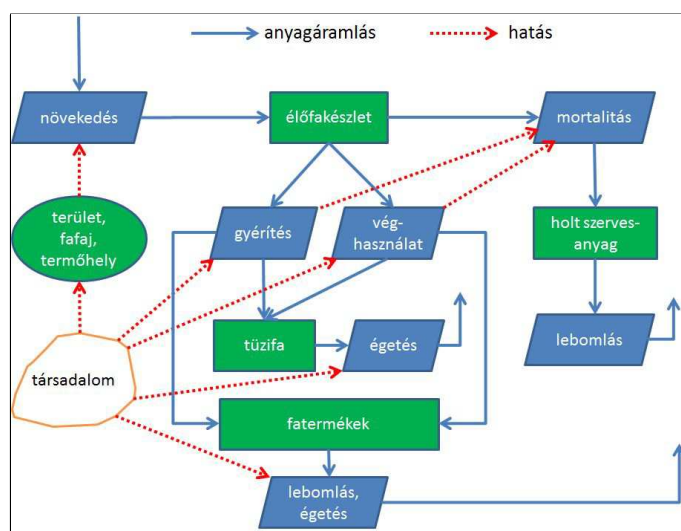 anyagáramlás
hatás
növekedés
élőfakészlet
mortalitás
terület,
fafaj,
termőhely
gyérítés
vég-
használat
holt szerves-
anyag
tüzifa
égetés
lebomlás
társadalom
fatermékek
lebomlás,
égetés